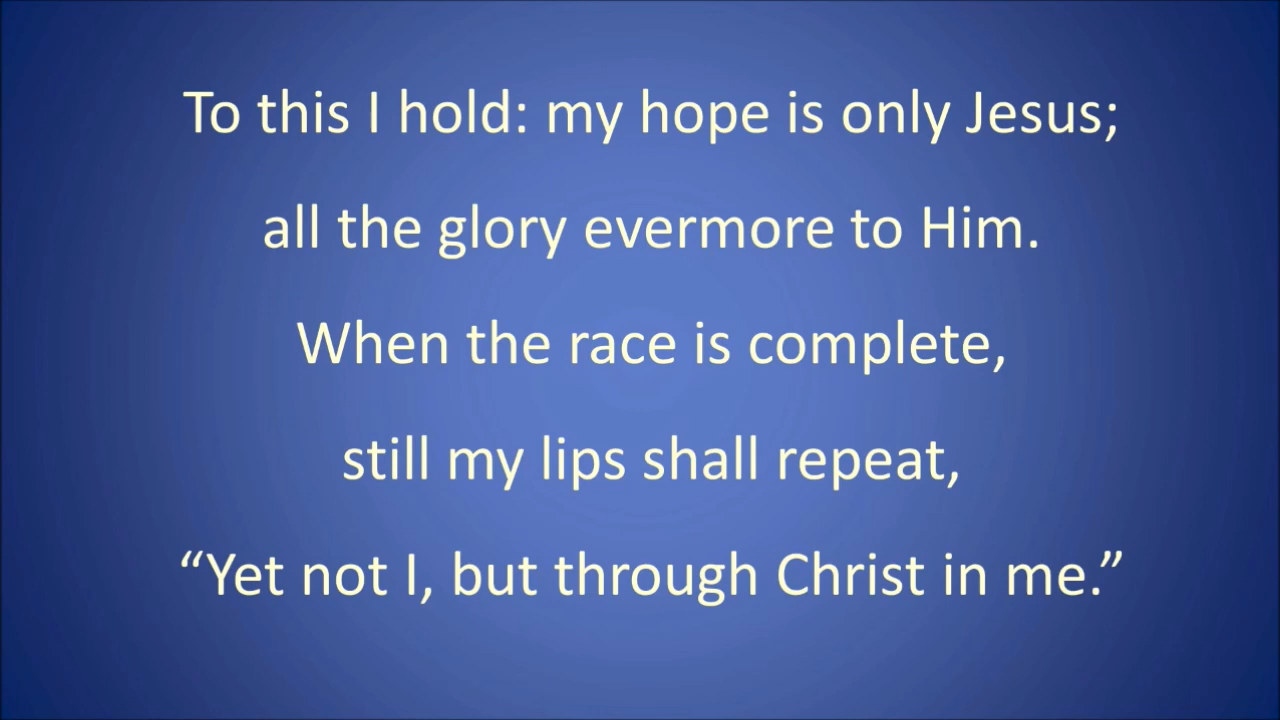 To this I hold: my hope is only Jesus;
all the glory evermore to Him.
When the race is complete,
still my lips shall repeat,
“Yet not I, but through Christ in me.”